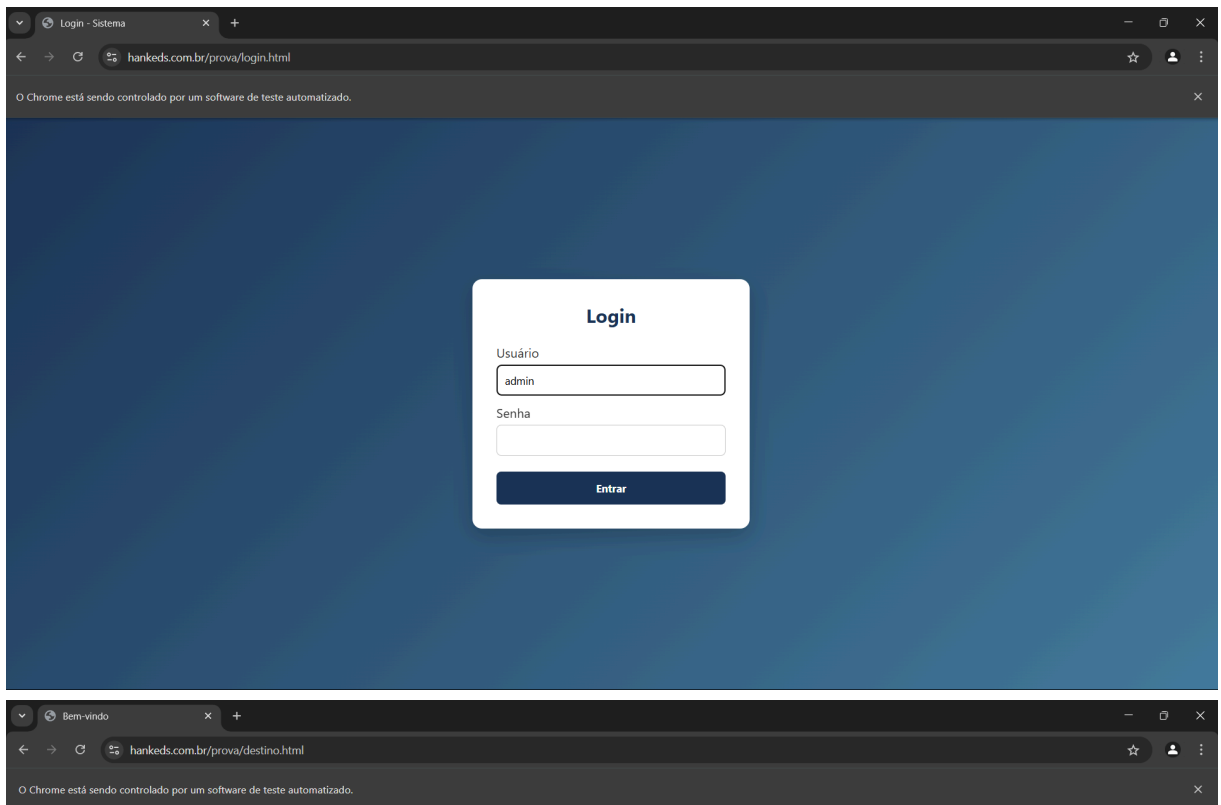 Login - Sistema
hankeds.com.br/prova/login.html
O Chrome está sendo controlado por um software de teste automatizado.
Login
Usuário
admin
Senha
Entrar
Bem-vindo
hankeds.com.br/prova/destino.html
O Chrome está sendo controlado por um software de teste automatizado.